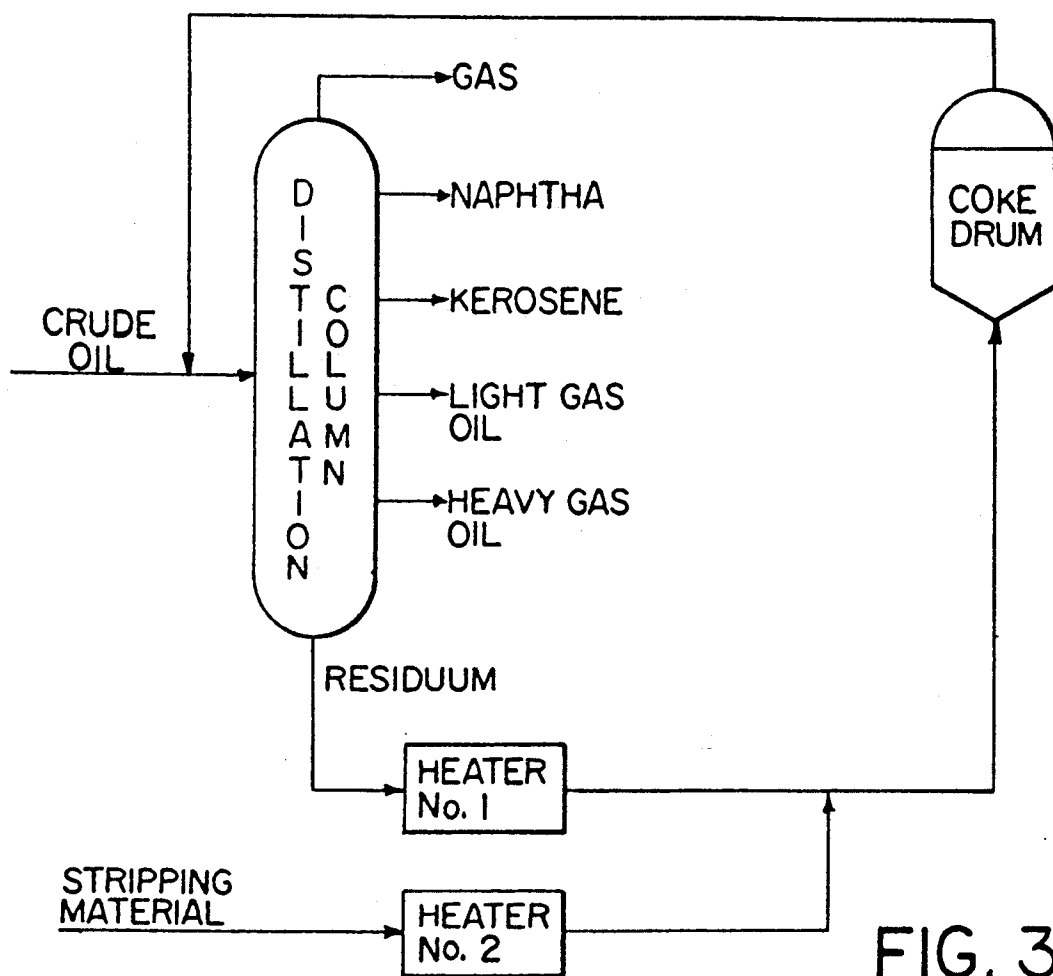 GAS
NAPHTHA
KEROSENE
LIGHT GAS
OIL
HEAVY GAS
OIL
CRUDE
OIL
DISTILLATION
COLUMN
COKE
DRUM
RESIDUUM
HEATER
No. 1
STRIPPING
MATERIAL
HEATER
No. 2
FIG. 3